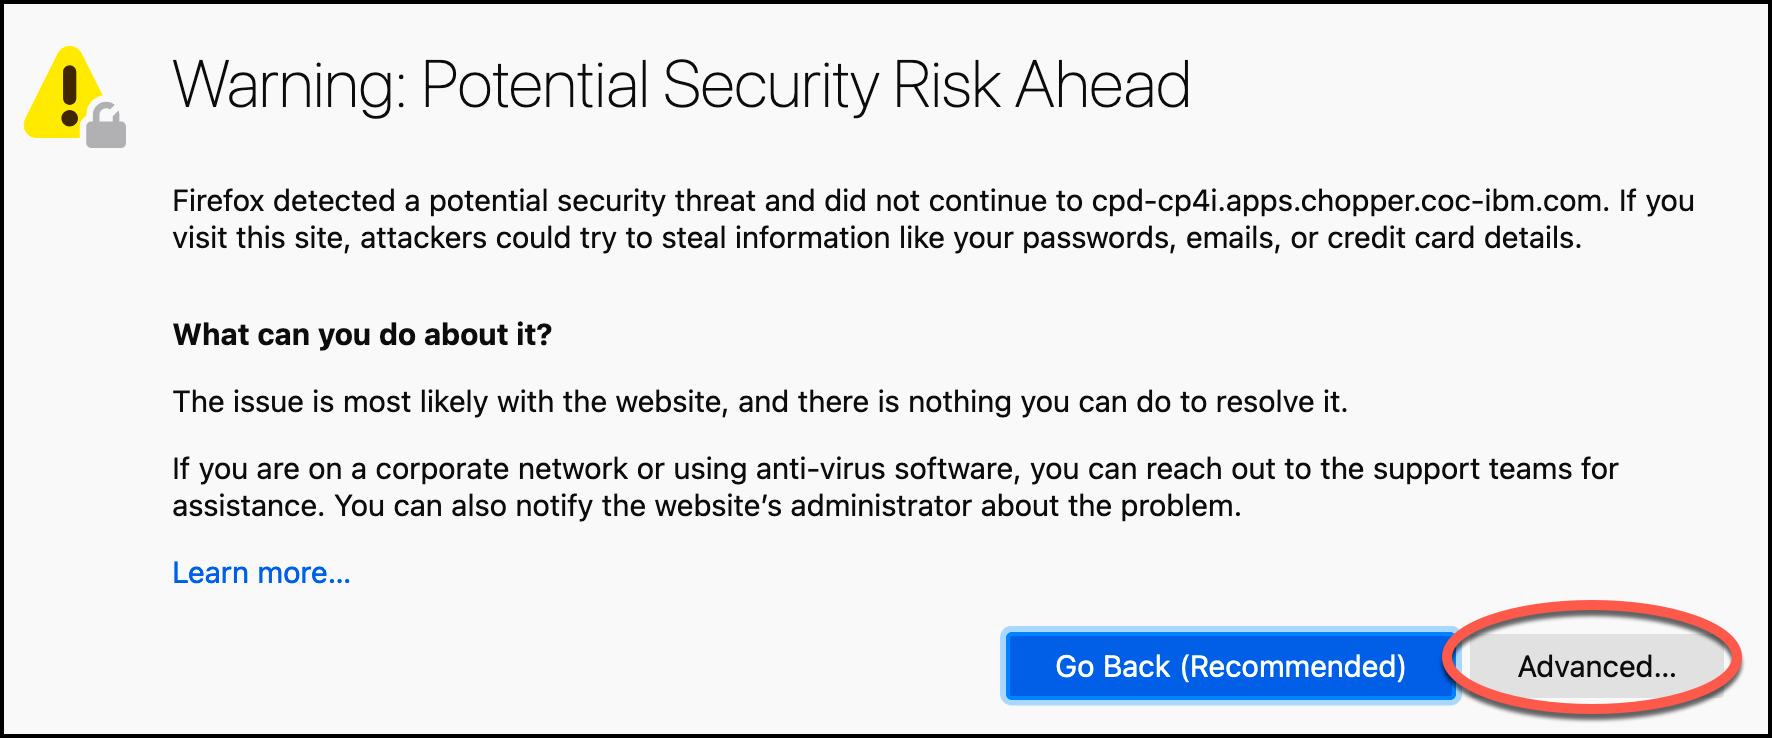 Warning: Potential Security Risk Ahead
Firefox detected a potential security threat and did not continue to cpd-cp4i.apps.chopper.coc-ibm.com. If you
visit this site, attackers could try to steal information like your passwords, emails, or credit card details.
What can you do about it?
The issue is most likely with the website, and there is nothing you can do to resolve it.
If you are on a corporate network or using anti-virus software, you can reach out to the support teams for
assistance. You can also notify the website’s administrator about the problem.
Learn more...
Go Back (Recommended)
Advanced...